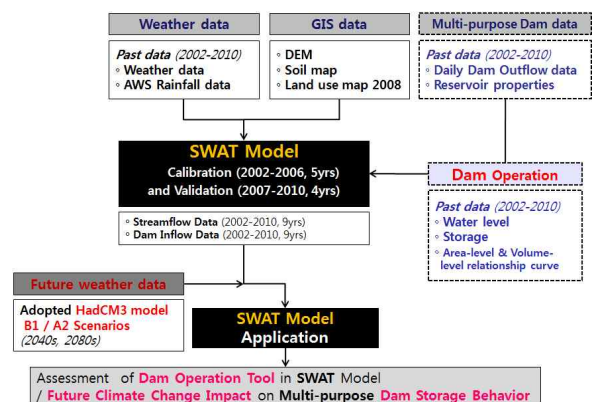 Weather data
Past data (2002-2010)
◦ Weather data
◦ AWS Rainfall data
GIS data
◦ DEM
◦ Soil map
◦ Land use map 2008
Multi-purpose Dam data
Past data (2002-2010)
◦ Daily Dam Outflow data
◦ Reservoir properties
SWAT Model
Calibration (2002-2006, 5yrs)
and Validation (2007-2010, 4yrs)
Dam Operation
Past data (2002-2010)
◦ Water level
◦ Storage
◦ Area-level & Volume-
level relationship curve
◦ Streamflow Data (2002-2010, 9yrs)
◦ Dam Inflow Data (2002-2010, 9yrs)
Future weather data
Adopted HadCM3 model
B1 / A2 Scenarios
(2040s, 2080s)
SWAT Model
Application
Assessment of Dam Operation Tool in SWAT Model
/ Future Climate Change Impact on Multi-purpose Dam Storage Behavior